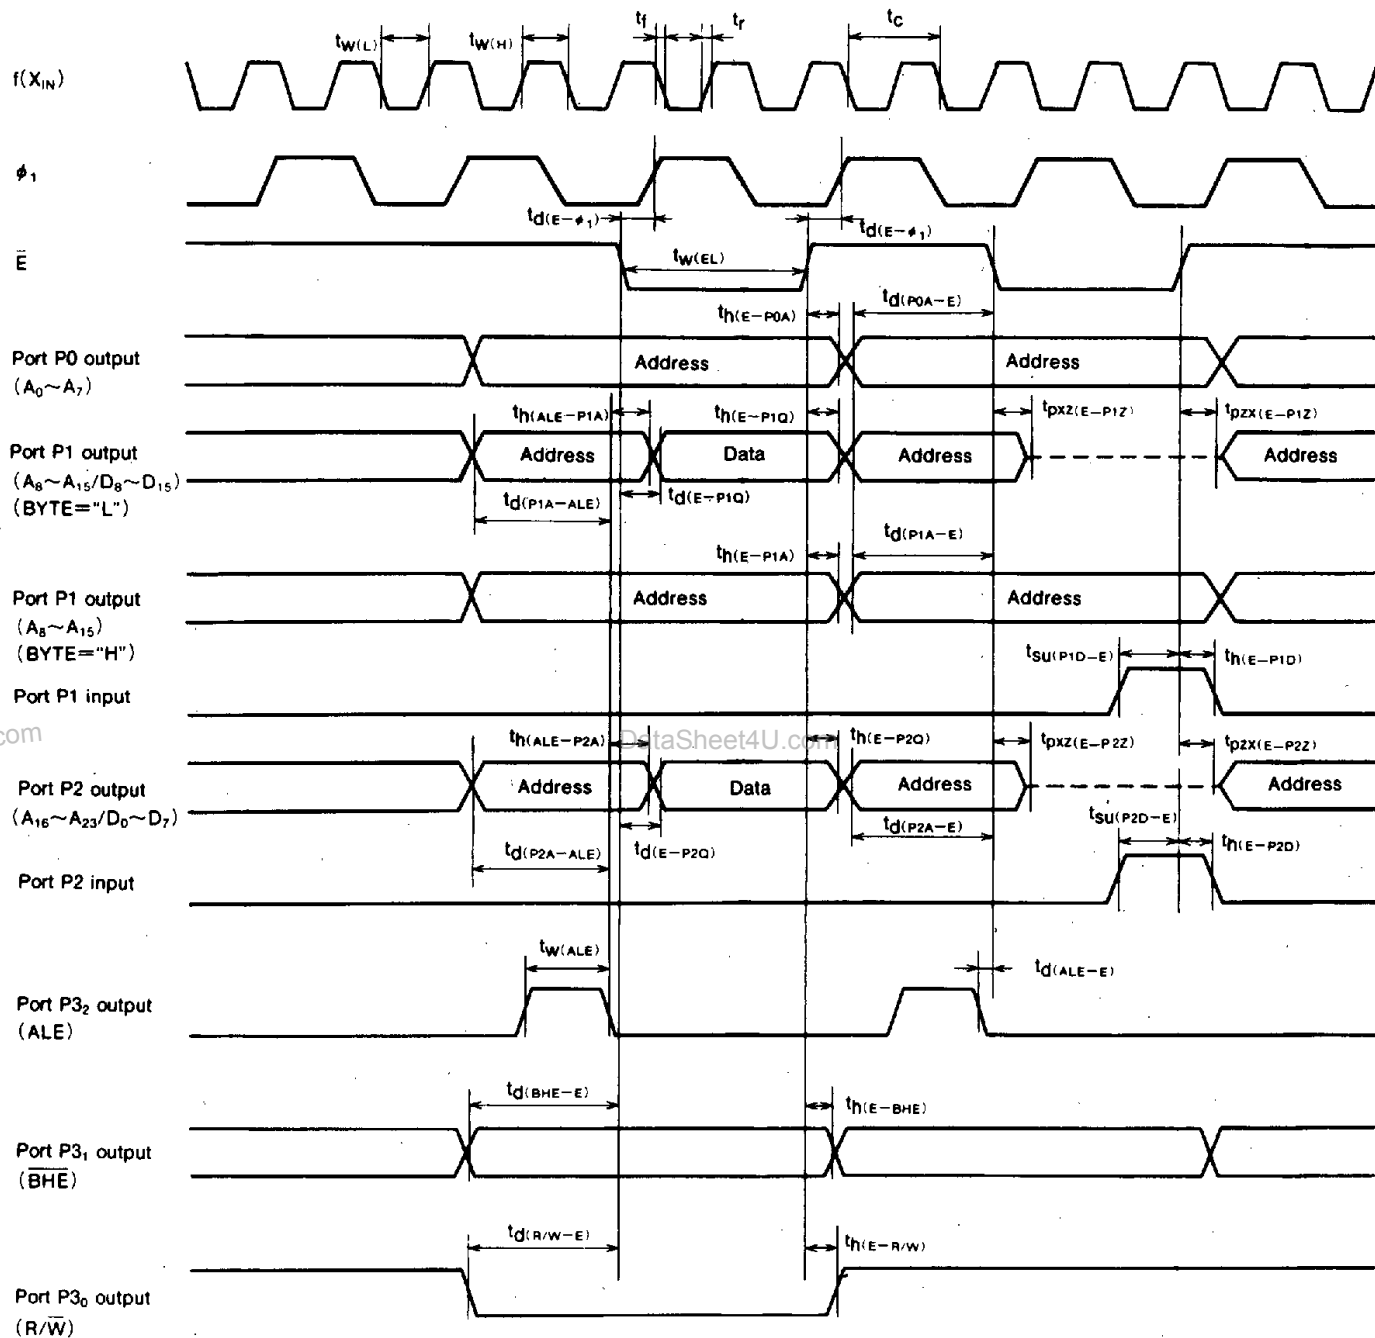 tf tr tc
tw(L) tw(H)
f(XIN)
ϕ1
td(E-ϕ1) td(E-ϕ1)
E̅ tw(EL)
th(E-P0A) td(P0A-E)
Port P0 output Address Address
(A0~A7)
th(ALE-P1A) th(E-P1Q) tpxz(E-P1Z) tpzx(E-P1Z)
Port P1 output Address Data Address Address
(A8~A15/D8~D15)
(BYTE="L") td(P1A-ALE) td(E-P1Q)
th(E-P1A) td(P1A-E)
Port P1 output Address Address
(A8~A15)
(BYTE="H") tsu(P1D-E) th(E-P1D)
Port P1 input
.com th(ALE-P2A) DataSheet4U.com th(E-P2Q) tpxz(E-P2Z) tpzx(E-P2Z)
Port P2 output Address Data Address Address
(A16~A23/D0~D7) tsu(P2D-E)
td(P2A-ALE) td(E-P2Q) td(P2A-E) th(E-P2D)
Port P2 input
tw(ALE) td(ALE-E)
Port P32 output
(ALE)
td(BHE-E) th(E-BHE)
Port P31 output
(B̅H̅E̅)
td(R/W-E) th(E-R/W)
Port P30 output
(R/W̅)